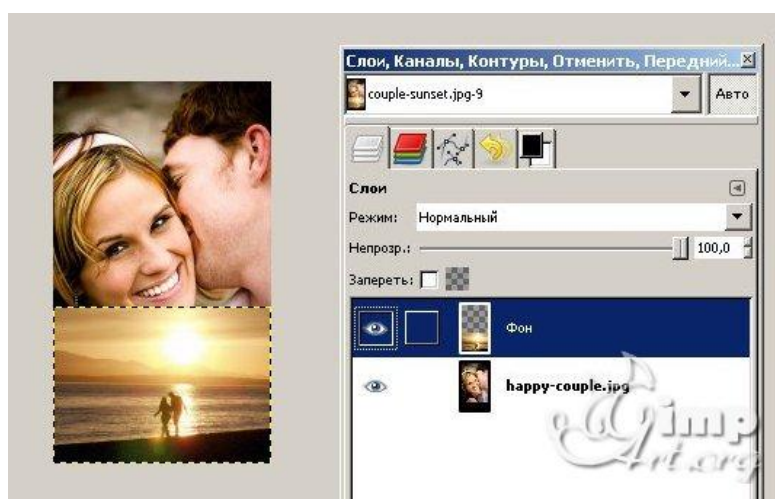 Слои, Каналы, Контуры, Отменить, Передний...
couple-sunset.jpg-9
Авто
Слои
Режим: Нормальный
Непрозр.: 100,0
Запереть:
Фон
happy-couple.jpg
Gimp
Art.org